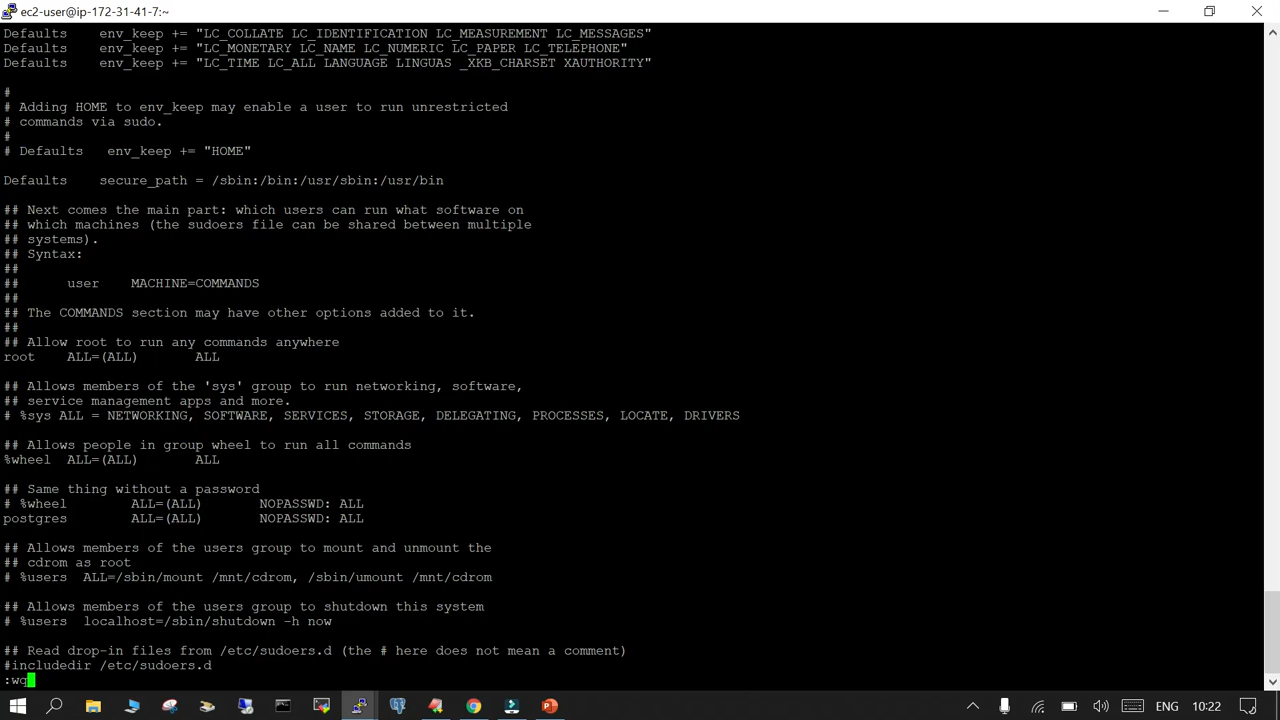 ec2-user@ip-172-31-41-7:~
Defaults    env_keep += "LC_COLLATE LC_IDENTIFICATION LC_MEASUREMENT LC_MESSAGES"
Defaults    env_keep += "LC_MONETARY LC_NAME LC_NUMERIC LC_PAPER LC_TELEPHONE"
Defaults    env_keep += "LC_TIME LC_ALL LANGUAGE LINGUAS _XKB_CHARSET XAUTHORITY"
#
# Adding HOME to env_keep may enable a user to run unrestricted
# commands via sudo.
#
# Defaults   env_keep += "HOME"
Defaults    secure_path = /sbin:/bin:/usr/sbin:/usr/bin
## Next comes the main part: which users can run what software on
## which machines (the sudoers file can be shared between multiple
## systems).
## Syntax:
##
##      user    MACHINE=COMMANDS
##
## The COMMANDS section may have other options added to it.
##
## Allow root to run any commands anywhere
root    ALL=(ALL)       ALL
## Allows members of the 'sys' group to run networking, software,
## service management apps and more.
# %sys ALL = NETWORKING, SOFTWARE, SERVICES, STORAGE, DELEGATING, PROCESSES, LOCATE, DRIVERS
## Allows people in group wheel to run all commands
%wheel  ALL=(ALL)       ALL
## Same thing without a password
# %wheel        ALL=(ALL)       NOPASSWD: ALL
postgres        ALL=(ALL)       NOPASSWD: ALL
## Allows members of the users group to mount and unmount the
## cdrom as root
# %users  ALL=/sbin/mount /mnt/cdrom, /sbin/umount /mnt/cdrom
## Allows members of the users group to shutdown this system
# %users  localhost=/sbin/shutdown -h now
## Read drop-in files from /etc/sudoers.d (the # here does not mean a comment)
#includedir /etc/sudoers.d
:wq
ENG 10:22